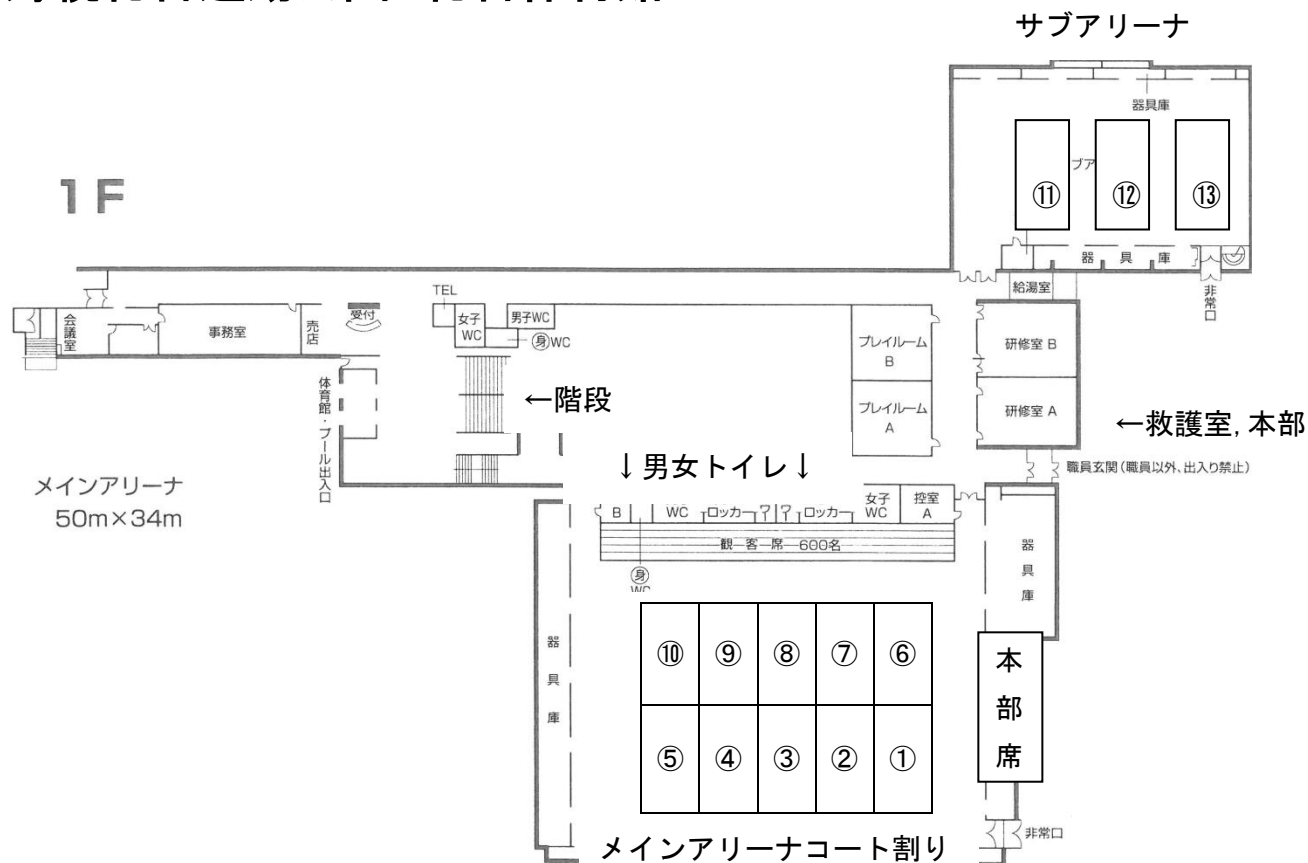 サブアリーナ
器具庫
1F
ブア
⑪
⑫
⑬
器具庫
給湯室
非常口
TEL
会議室
事務室
売店
受付
女子WC
男子WC
身WC
プレイルームB
研修室 B
体育館・プール出入口
←階段
プレイルームA
研修室 A
←救護室,本部
↓男女トイレ↓
職員玄関(職員以外、出入り禁止)
メインアリーナ
50m×34m
B
WC
ロッカー
ロッカー
女子WC
控室A
観客席 600名
身WC
器具庫
器具庫
⑩ ⑨ ⑧ ⑦ ⑥
本部席
⑤ ④ ③ ② ①
非常口
メインアリーナコート割り